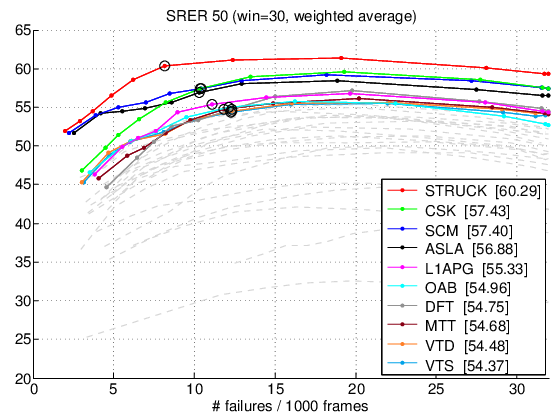 SRER 50 (win=30, weighted average)
65
60
55
50
45
40
35
30
25
20
0 5 10 15 20 25 30
# failures / 1000 frames
STRUCK [60.29]
CSK [57.43]
SCM [57.40]
ASLA [56.88]
L1APG [55.33]
OAB [54.96]
DFT [54.75]
MTT [54.68]
VTD [54.48]
VTS [54.37]